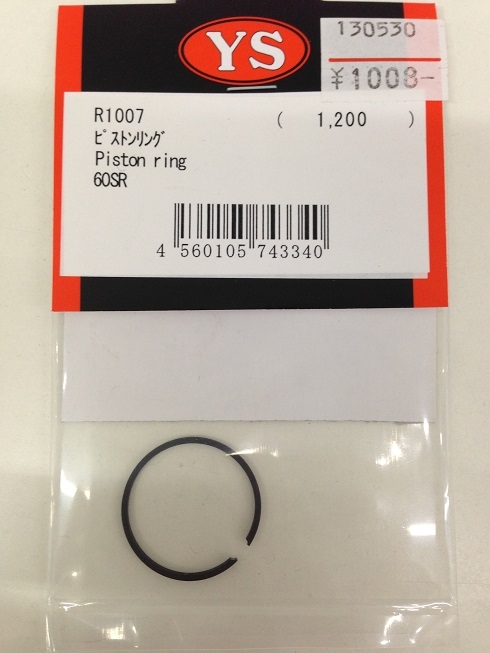 YS
130530
¥1008-
R1007 ( 1,200 )
ﾋﾟｽﾄﾝﾘﾝｸﾞ
Piston ring
60SR
4 560105 743340